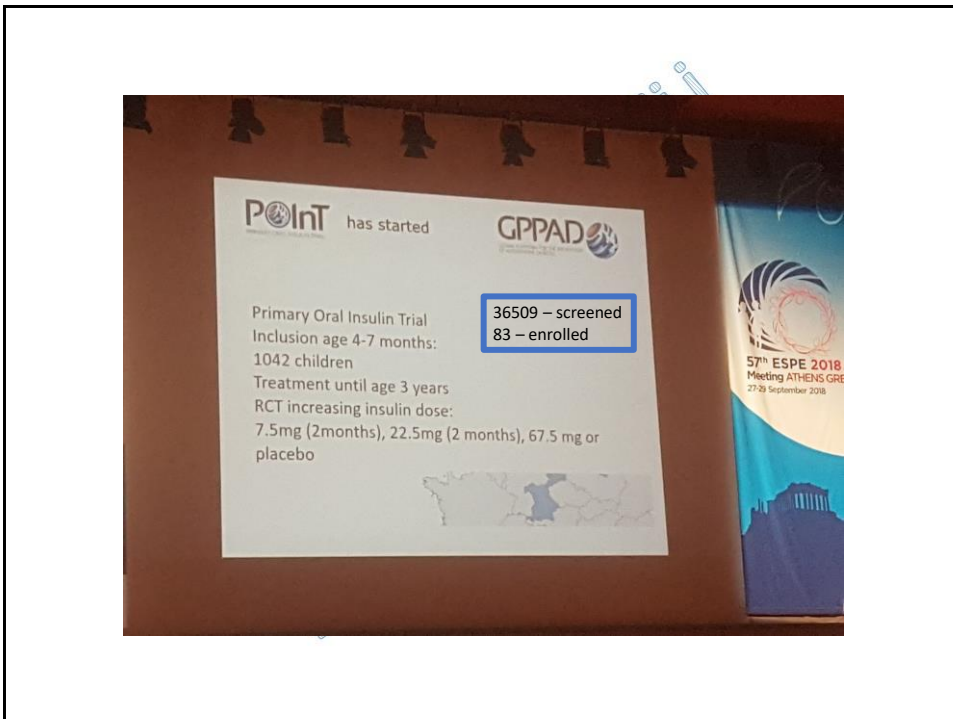 POInT has started
GPPAD
Primary Oral Insulin Trial
Inclusion age 4-7 months:
1042 children
Treatment until age 3 years
RCT increasing insulin dose:
7.5mg (2months), 22.5mg (2 months), 67.5 mg or
placebo
36509 – screened
83 – enrolled
57th ESPE 2018
Meeting ATHENS GRE
27-29 September 2018